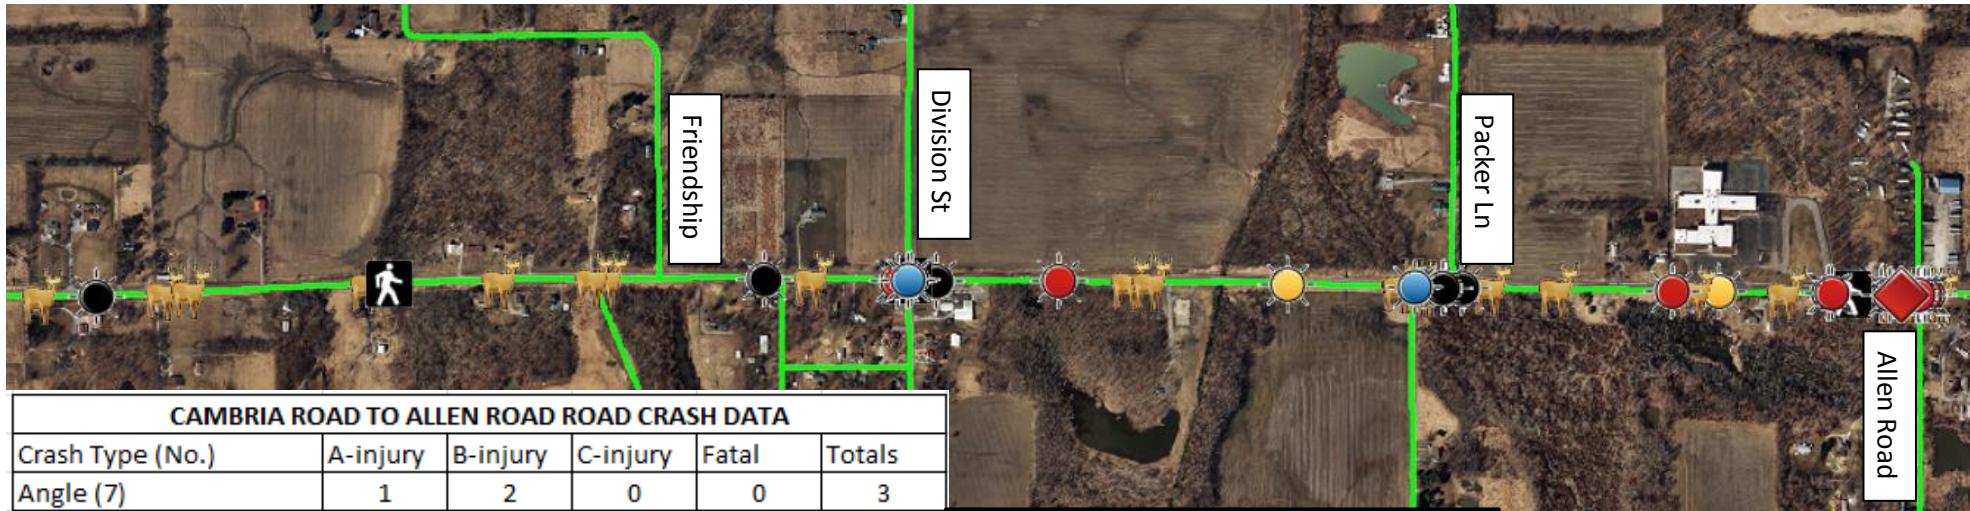 Friendship
Division St
Packer Ln
Allen Road
CAMBRIA ROAD TO ALLEN ROAD ROAD CRASH DATA
Crash Type (No.) A-injury B-injury C-injury Fatal Totals
Angle (7) 1 2 0 0 3